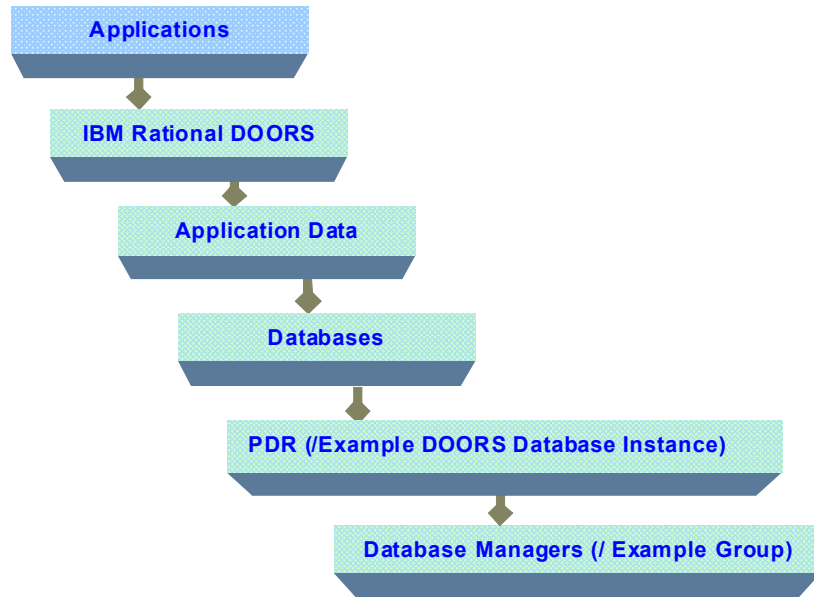 Applications
IBM Rational DOORS
Application Data
Databases
PDR (/Example DOORS Database Instance)
Database Managers (/ Example Group)